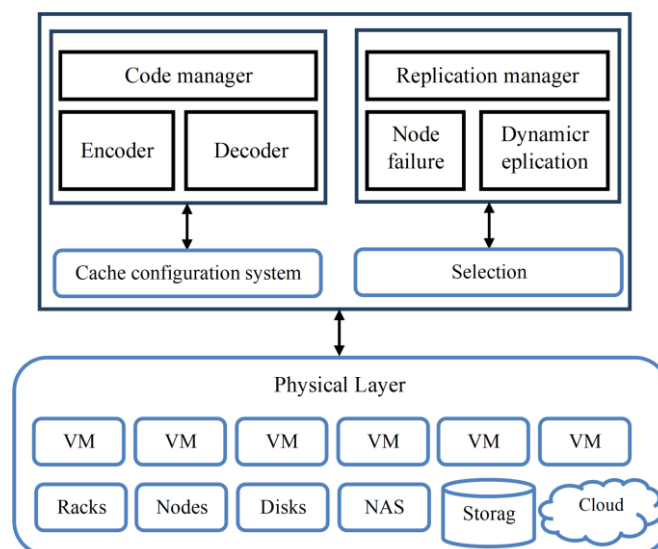 Code manager
Replication manager
Encoder
Decoder
Node
failure
Dynamicr
eplication
Cache configuration system
Selection
Physical Layer
VM
VM
VM
VM
VM
VM
Racks
Nodes
Disks
NAS
Storag
Cloud